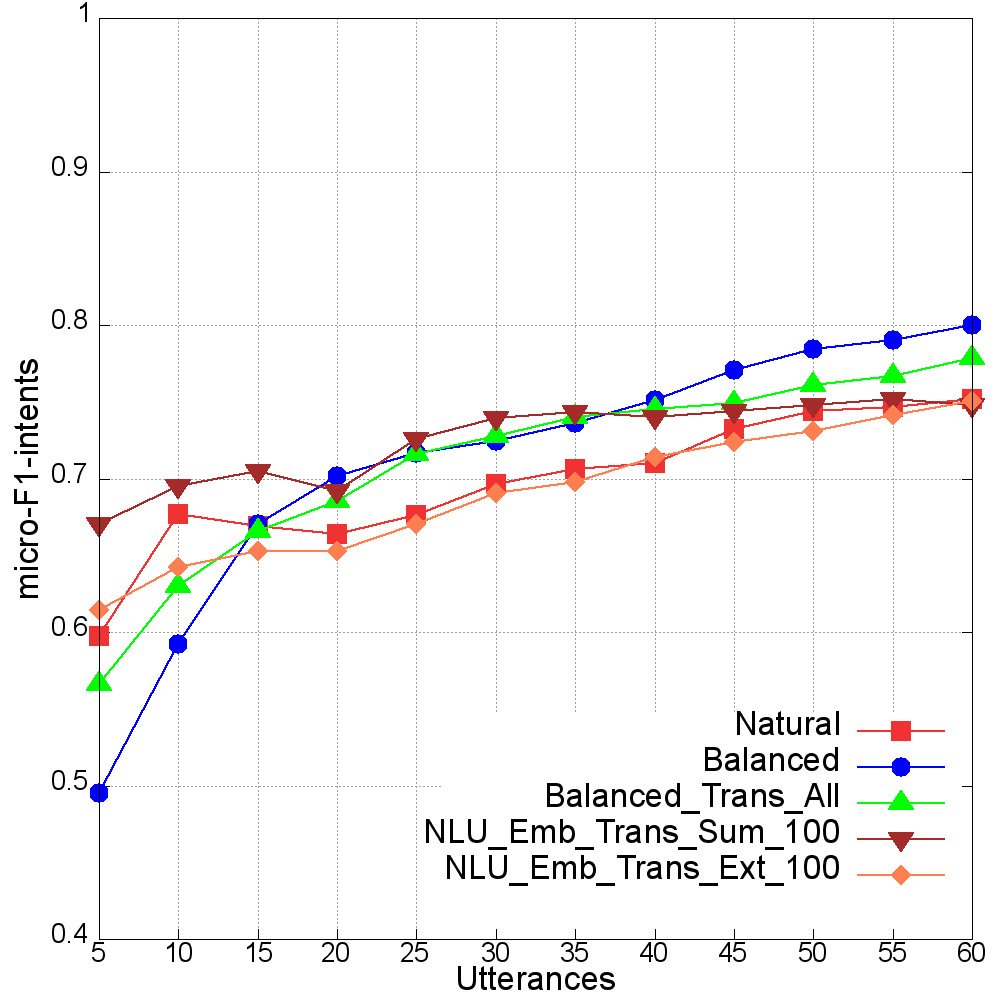 1
0.9
0.8
0.7
0.6
0.5
0.4
micro-F1-intents
Natural
Balanced
Balanced_Trans_All
NLU_Emb_Trans_Sum_100
NLU_Emb_Trans_Ext_100
5 10 15 20 25 30 35 40 45 50 55 60
Utterances